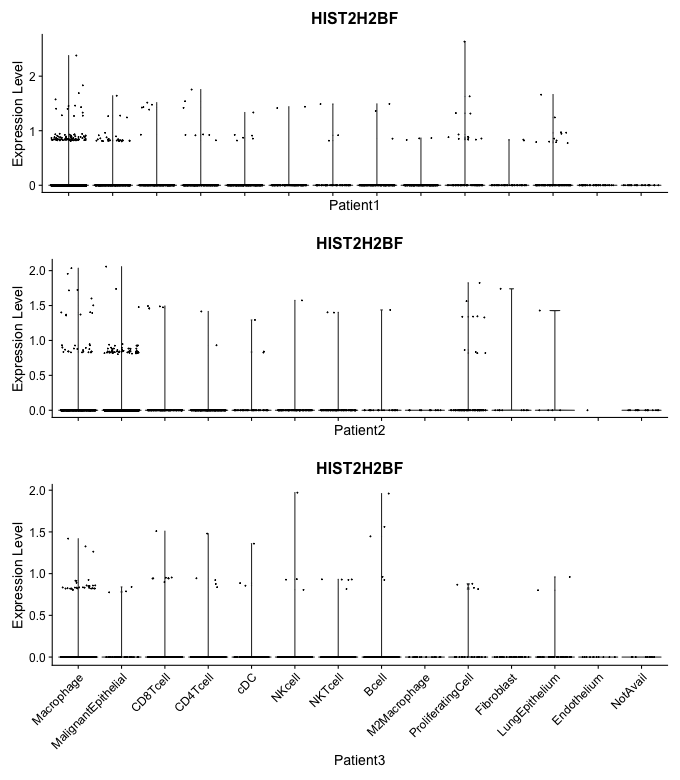 HIST2H2BF
Expression Level
2
1
0
Patient1
HIST2H2BF
Expression Level
2.0
1.5
1.0
0.5
0.0
Patient2
HIST2H2BF
Expression Level
2.0
1.5
1.0
0.5
0.0
Macrophage
MalignantEpithelial
CD8Tcell
CD4Tcell
cDC
NKcell
NKTcell
Bcell
M2Macrophage
ProliferatingCell
Fibroblast
LungEpithelium
Endothelium
NotAvail
Patient3